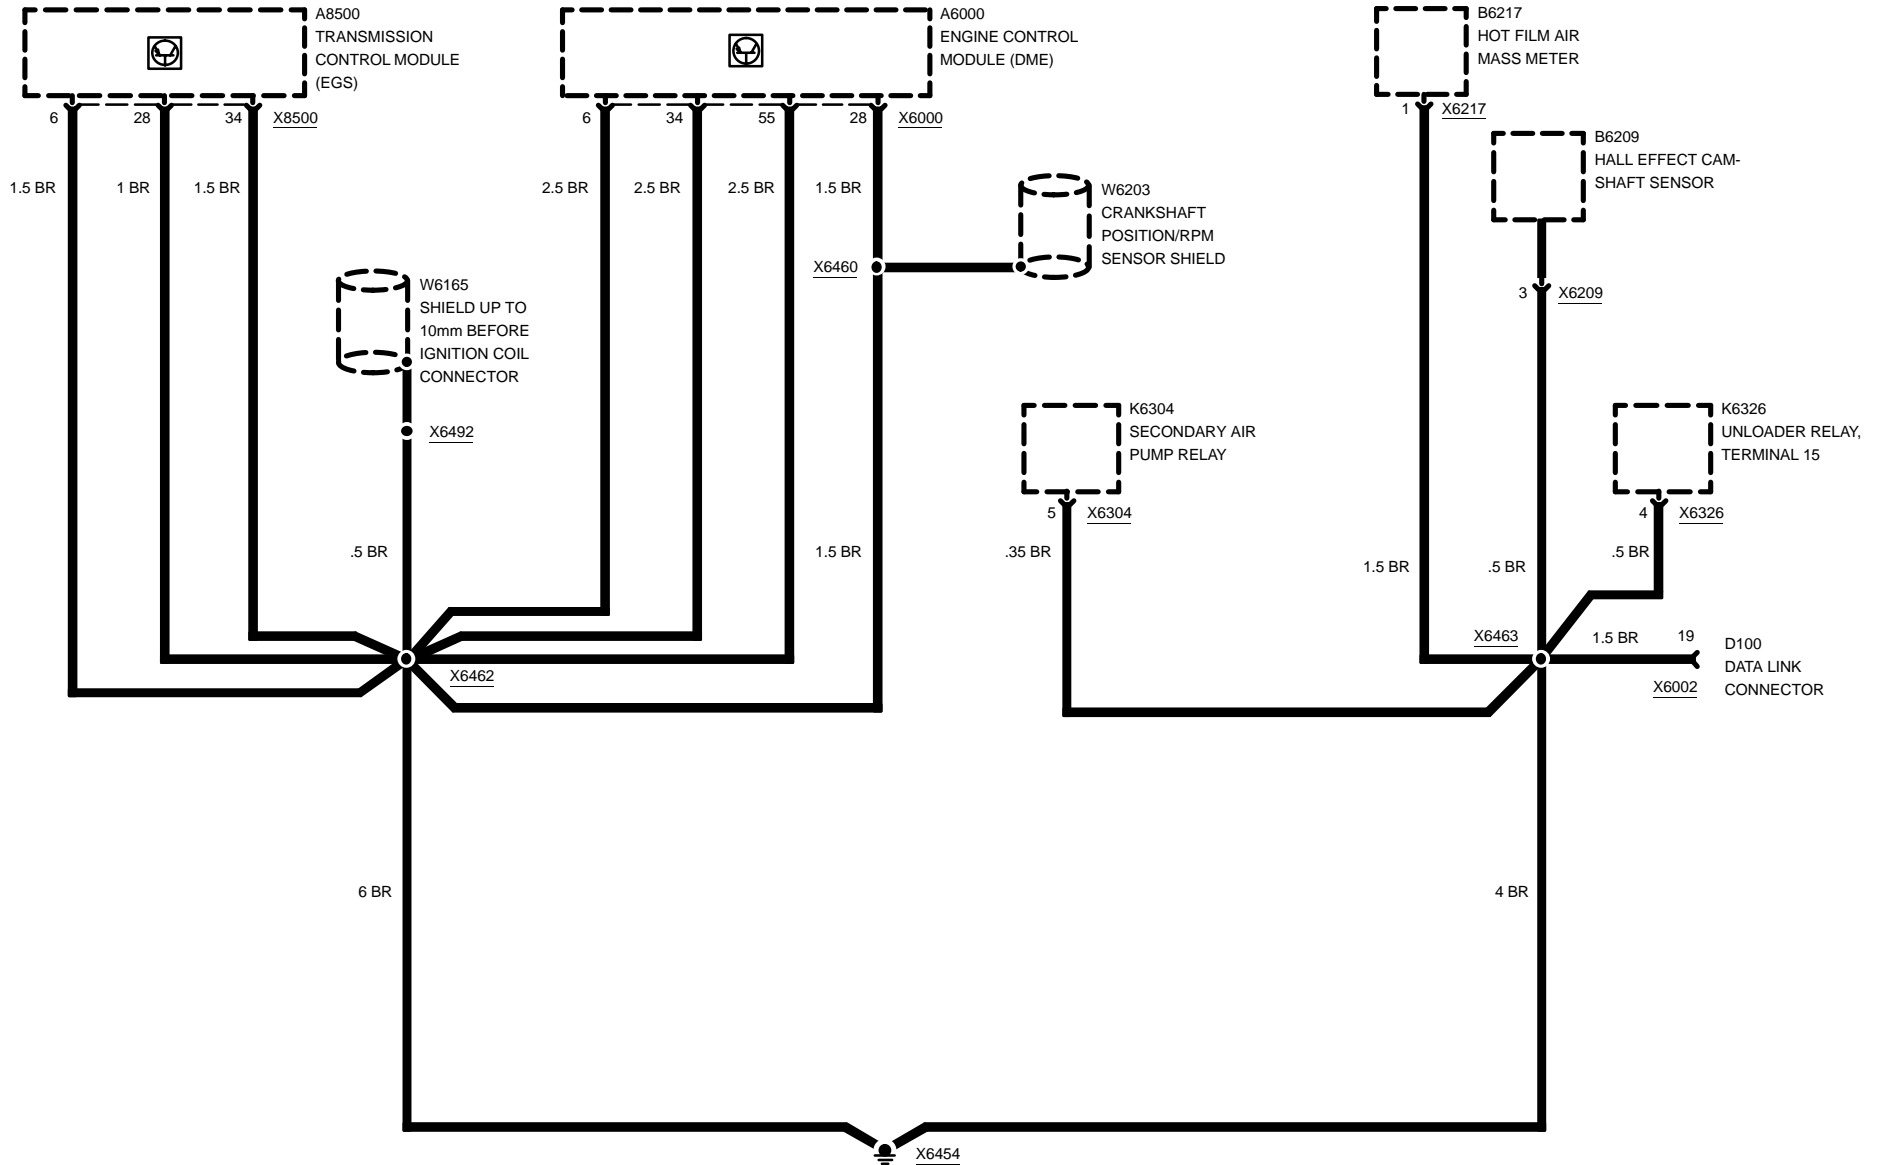 A8500
TRANSMISSION
CONTROL MODULE
(EGS)
6
28
34
X8500
1.5 BR
1 BR
1.5 BR
A6000
ENGINE CONTROL
MODULE (DME)
6
34
55
28
X6000
2.5 BR
2.5 BR
2.5 BR
1.5 BR
B6217
HOT FILM AIR
MASS METER
1
X6217
B6209
HALL EFFECT CAM-
SHAFT SENSOR
3
X6209
W6203
CRANKSHAFT
POSITION/RPM
SENSOR SHIELD
X6460
W6165
SHIELD UP TO
10mm BEFORE
IGNITION COIL
CONNECTOR
X6492
K6304
SECONDARY AIR
PUMP RELAY
5
X6304
K6326
UNLOADER RELAY,
TERMINAL 15
4
X6326
.5 BR
1.5 BR
.35 BR
1.5 BR
.5 BR
.5 BR
X6462
X6463
1.5 BR
19
D100
DATA LINK
CONNECTOR
X6002
6 BR
4 BR
X6454